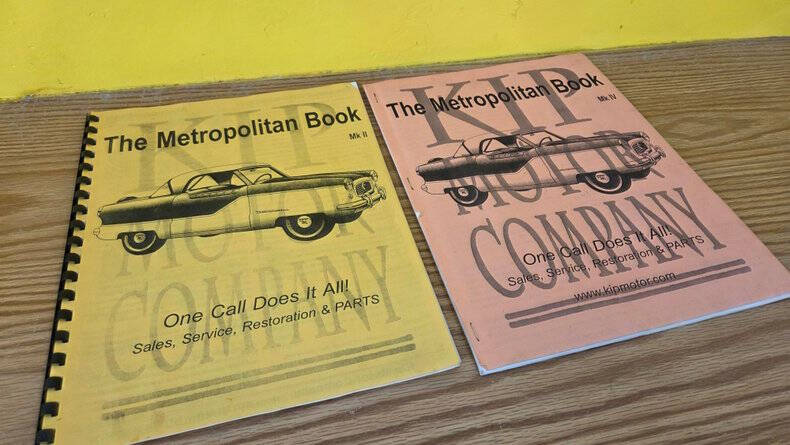 The Metropolitan Book
Mk II
KIP
MOTOR
COMPANY
One Call Does It All!
Sales, Service, Restoration & PARTS
The Metropolitan Book
Mk IV
KIP
MOTOR
COMPANY
One Call Does It All!
Sales, Service, Restoration & PARTS
www.kipmotor.com